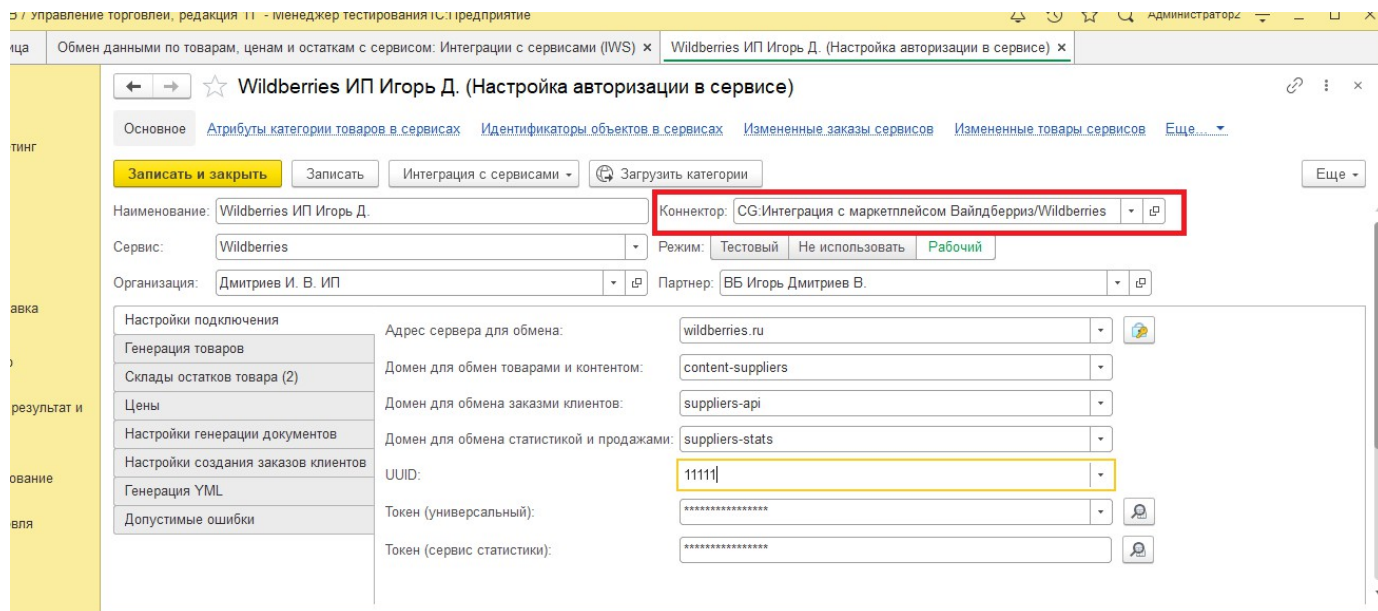 В / Управление торговлей, редакция 11 - Менеджер тестирования 1С:Предприятие Администратор2
ица Обмен данными по товарам, ценам и остаткам с сервисом: Интеграции с сервисами (IWS) × Wildberries ИП Игорь Д. (Настройка авторизации в сервисе) ×
Wildberries ИП Игорь Д. (Настройка авторизации в сервисе)
Основное Атрибуты категории товаров в сервисах Идентификаторы объектов в сервисах Измененные заказы сервисов Измененные товары сервисов Еще...
тинг
Записать и закрыть Записать Интеграция с сервисами Загрузить категории Еще
Наименование: Wildberries ИП Игорь Д. Коннектор: CG:Интеграция с маркетплейсом Вайлдберриз/Wildberries
Сервис: Wildberries Режим: Тестовый Не использовать Рабочий
Организация: Дмитриев И. В. ИП Партнер: ВБ Игорь Дмитриев В.
авка
Настройки подключения
Адрес сервера для обмена: wildberries.ru
Генерация товаров
Домен для обмен товарами и контентом: content-suppliers
Склады остатков товара (2)
результат и
Цены
Домен для обмена заказми клиентов: suppliers-api
Настройки генерации документов
Домен для обмена статистикой и продажами: suppliers-stats
Настройки создания заказов клиентов
ование
UUID: 11111
Генерация YML
Токен (универсальный): ****************
Допустимые ошибки
вля
Токен (сервис статистики): ****************